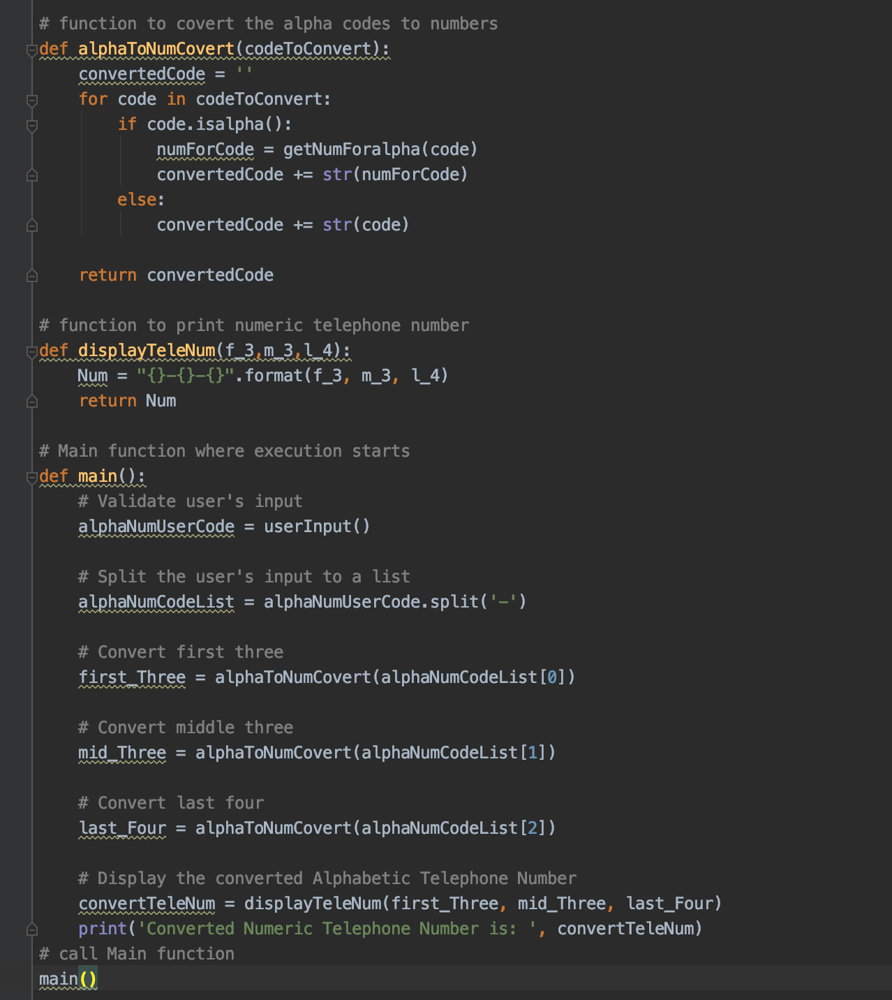 # function to covert the alpha codes to numbers
def alphaToNumCovert(codeToConvert):
    convertedCode = ''
    for code in codeToConvert:
        if code.isalpha():
            numForCode = getNumForalpha(code)
            convertedCode += str(numForCode)
        else:
            convertedCode += str(code)

    return convertedCode

# function to print numeric telephone number
def displayTeleNum(f_3,m_3,l_4):
    Num = "{}-{}-{}".format(f_3, m_3, l_4)
    return Num

# Main function where execution starts
def main():
    # Validate user's input
    alphaNumUserCode = userInput()

    # Split the user's input to a list
    alphaNumCodeList = alphaNumUserCode.split('-')

    # Convert first three
    first_Three = alphaToNumCovert(alphaNumCodeList[0])

    # Convert middle three
    mid_Three = alphaToNumCovert(alphaNumCodeList[1])

    # Convert last four
    last_Four = alphaToNumCovert(alphaNumCodeList[2])

    # Display the converted Alphabetic Telephone Number
    convertTeleNum = displayTeleNum(first_Three, mid_Three, last_Four)
    print('Converted Numeric Telephone Number is: ', convertTeleNum)
# call Main function
main()